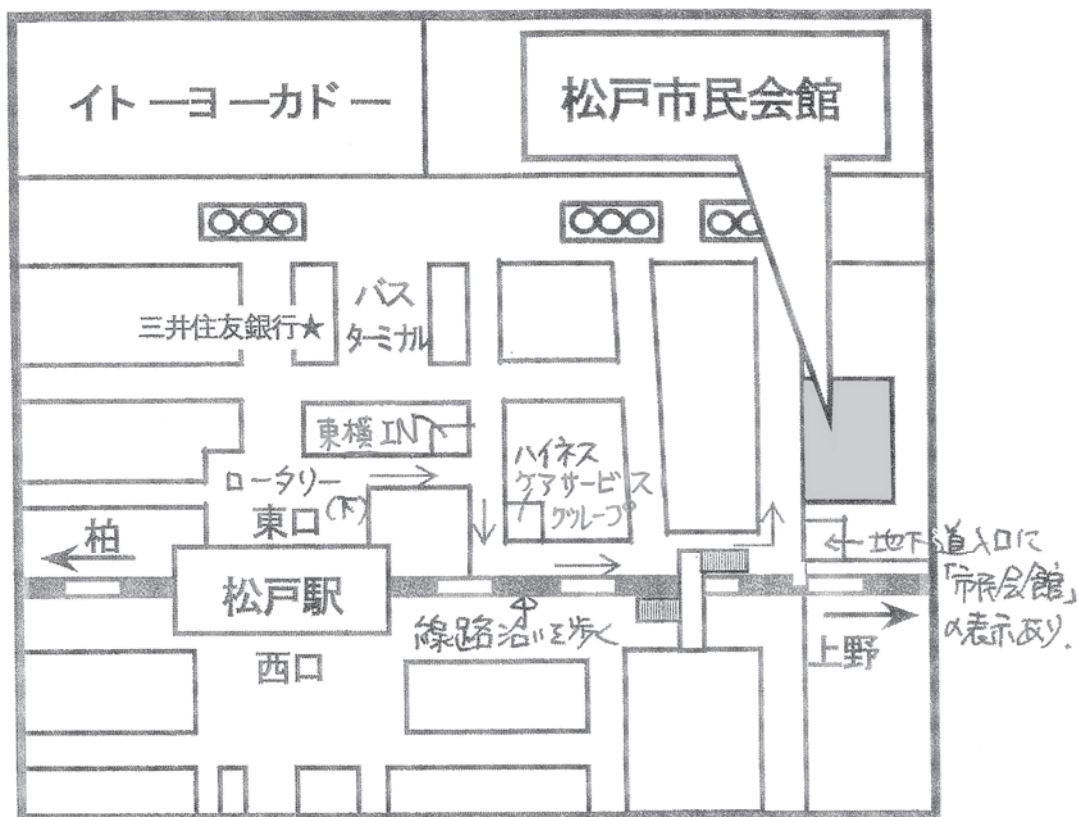 イトーヨーカドー
松戸市民会館
三井住友銀行★
バス
ターミナル
東横IN
ハイネス
ケアサービス
グループ
ロータリー
(下)
東口
柏
松戸駅
線路沿いを歩く
西口
上野
←地下道入口に
「市民会館」
の表示あり.